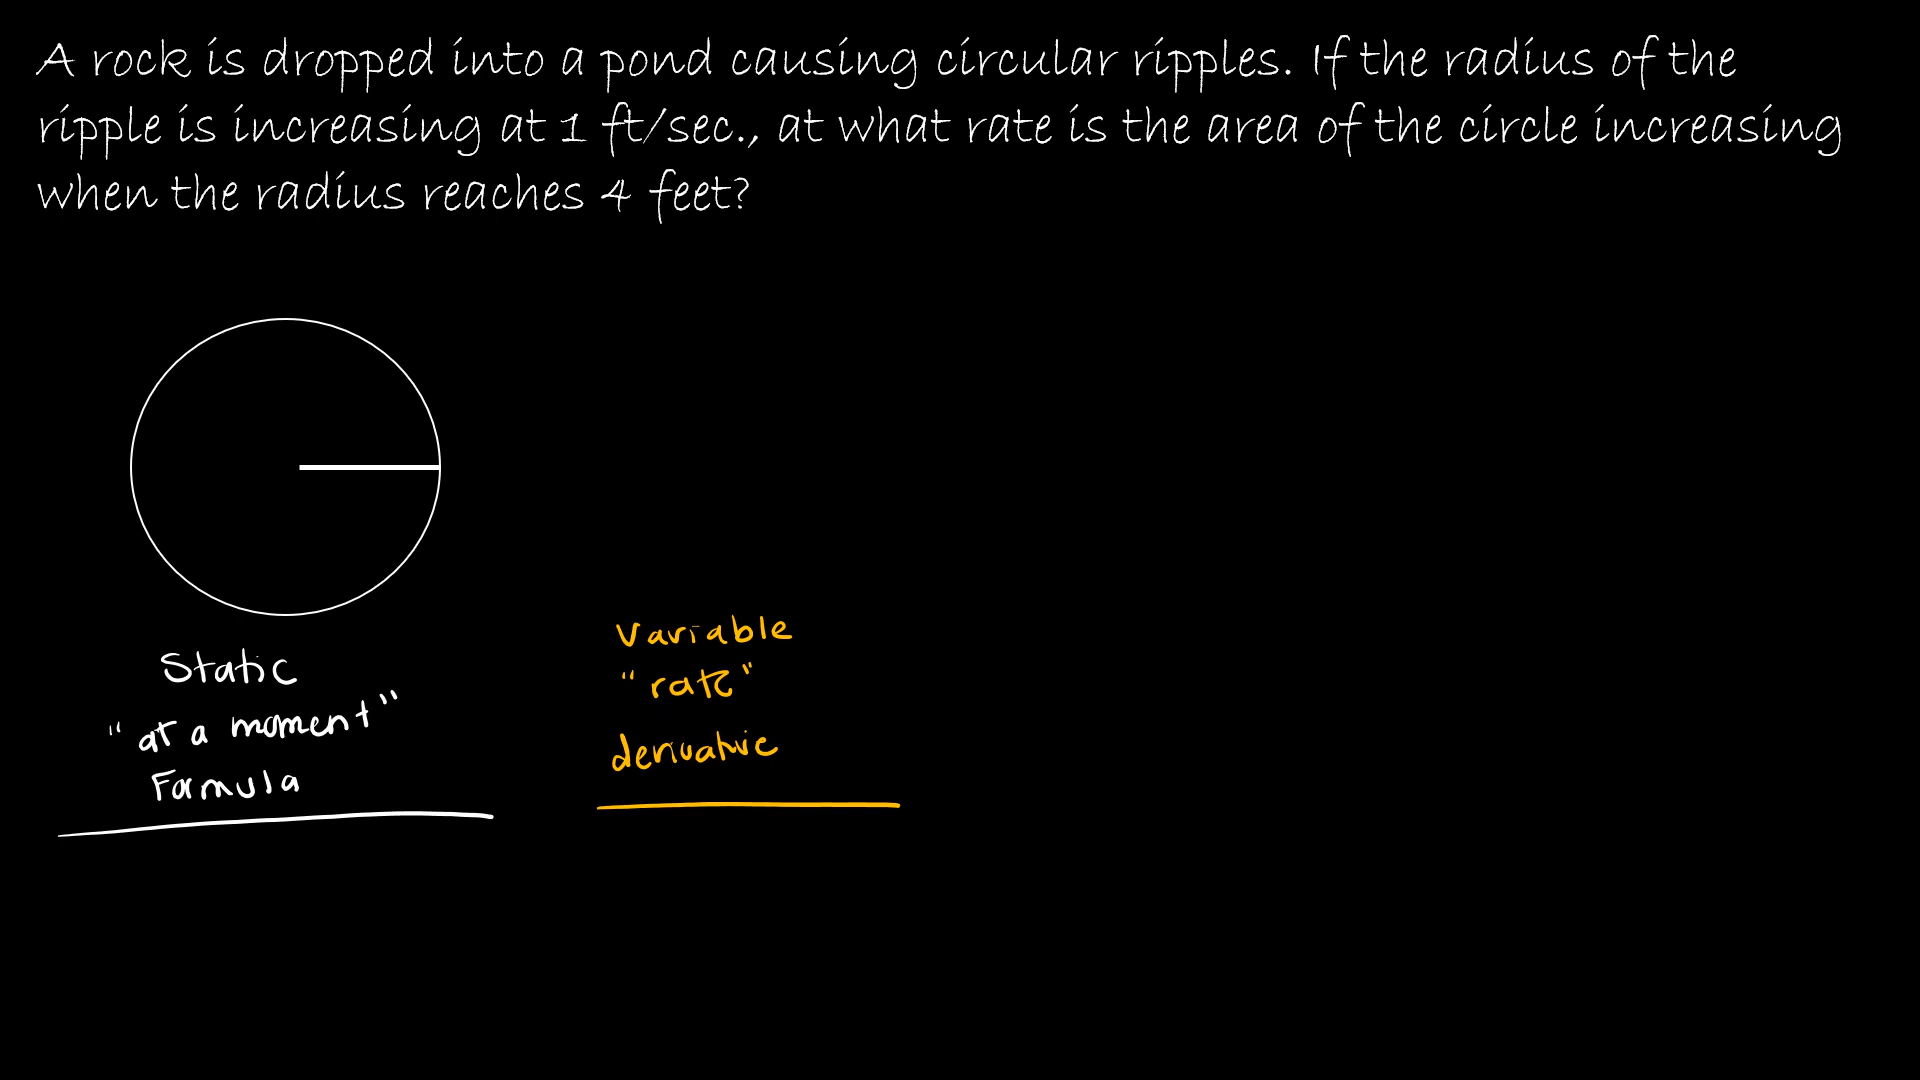 A rock is dropped into a pond causing circular ripples. If the radius of the
ripple is increasing at 1 ft/sec., at what rate is the area of the circle increasing
when the radius reaches 4 feet?
Static
"at a moment"
Formula
Variable
"rate"
derivative